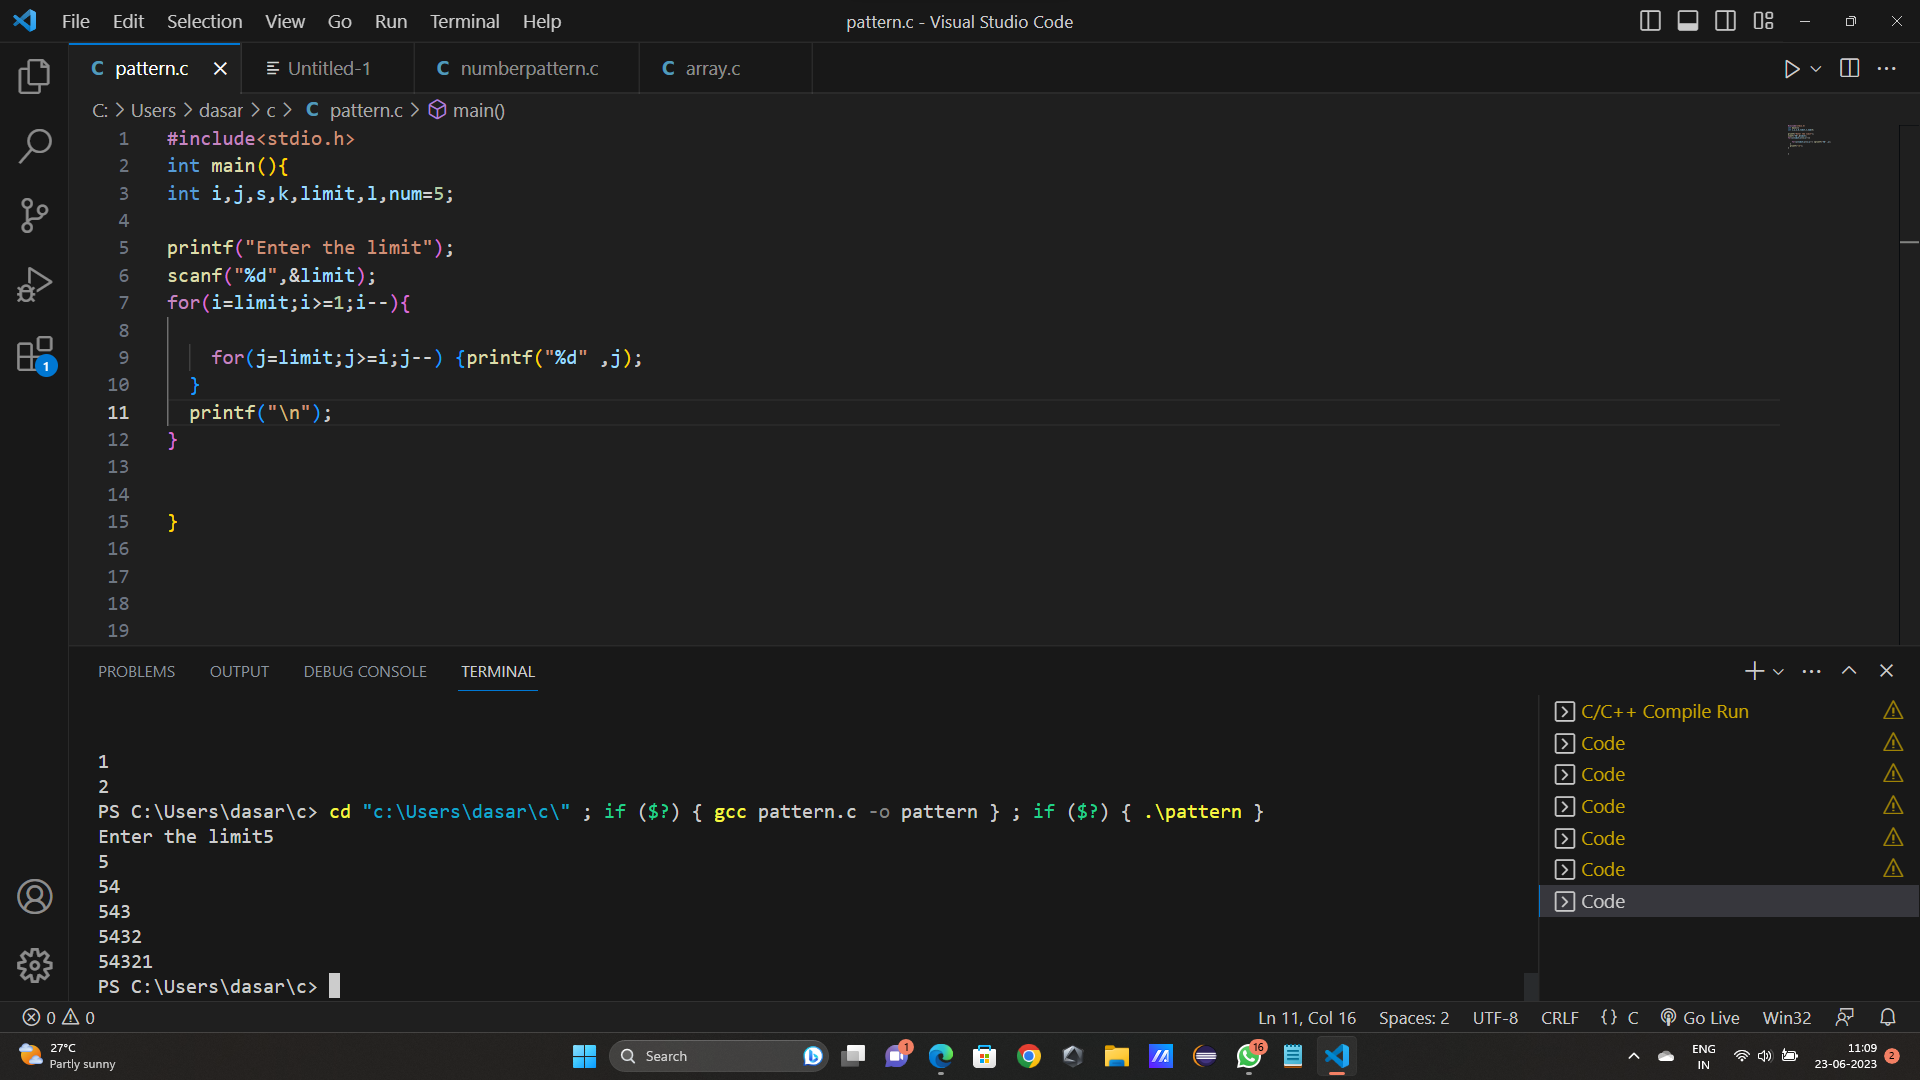 File Edit Selection View Go Run Terminal Help pattern.c - Visual Studio Code
pattern.c Untitled-1 numberpattern.c array.c
C: > Users > dasar > c > C pattern.c > main()
1 #include<stdio.h>
2 int main(){
3 int i,j,s,k,limit,l,num=5;
4
5 printf("Enter the limit");
6 scanf("%d",&limit);
7 for(i=limit;i>=1;i--){
8
9 for(j=limit;j>=i;j--) {printf("%d" ,j);
10 }
11 printf("\n");
12 }
13
14
15 }
16
17
18
19
PROBLEMS OUTPUT DEBUG CONSOLE TERMINAL
1
2
PS C:\Users\dasar\c> cd "c:\Users\dasar\c\" ; if ($?) { gcc pattern.c -o pattern } ; if ($?) { .\pattern }
Enter the limit5
5
54
543
5432
54321
PS C:\Users\dasar\c>
C/C++ Compile Run
Code
Code
Code
Code
Code
Code
1
0 0 Ln 11, Col 16 Spaces: 2 UTF-8 CRLF {} C Go Live Win32
27°C
Partly sunny
Search
1
16
ENG
IN
11:09
23-06-2023
2